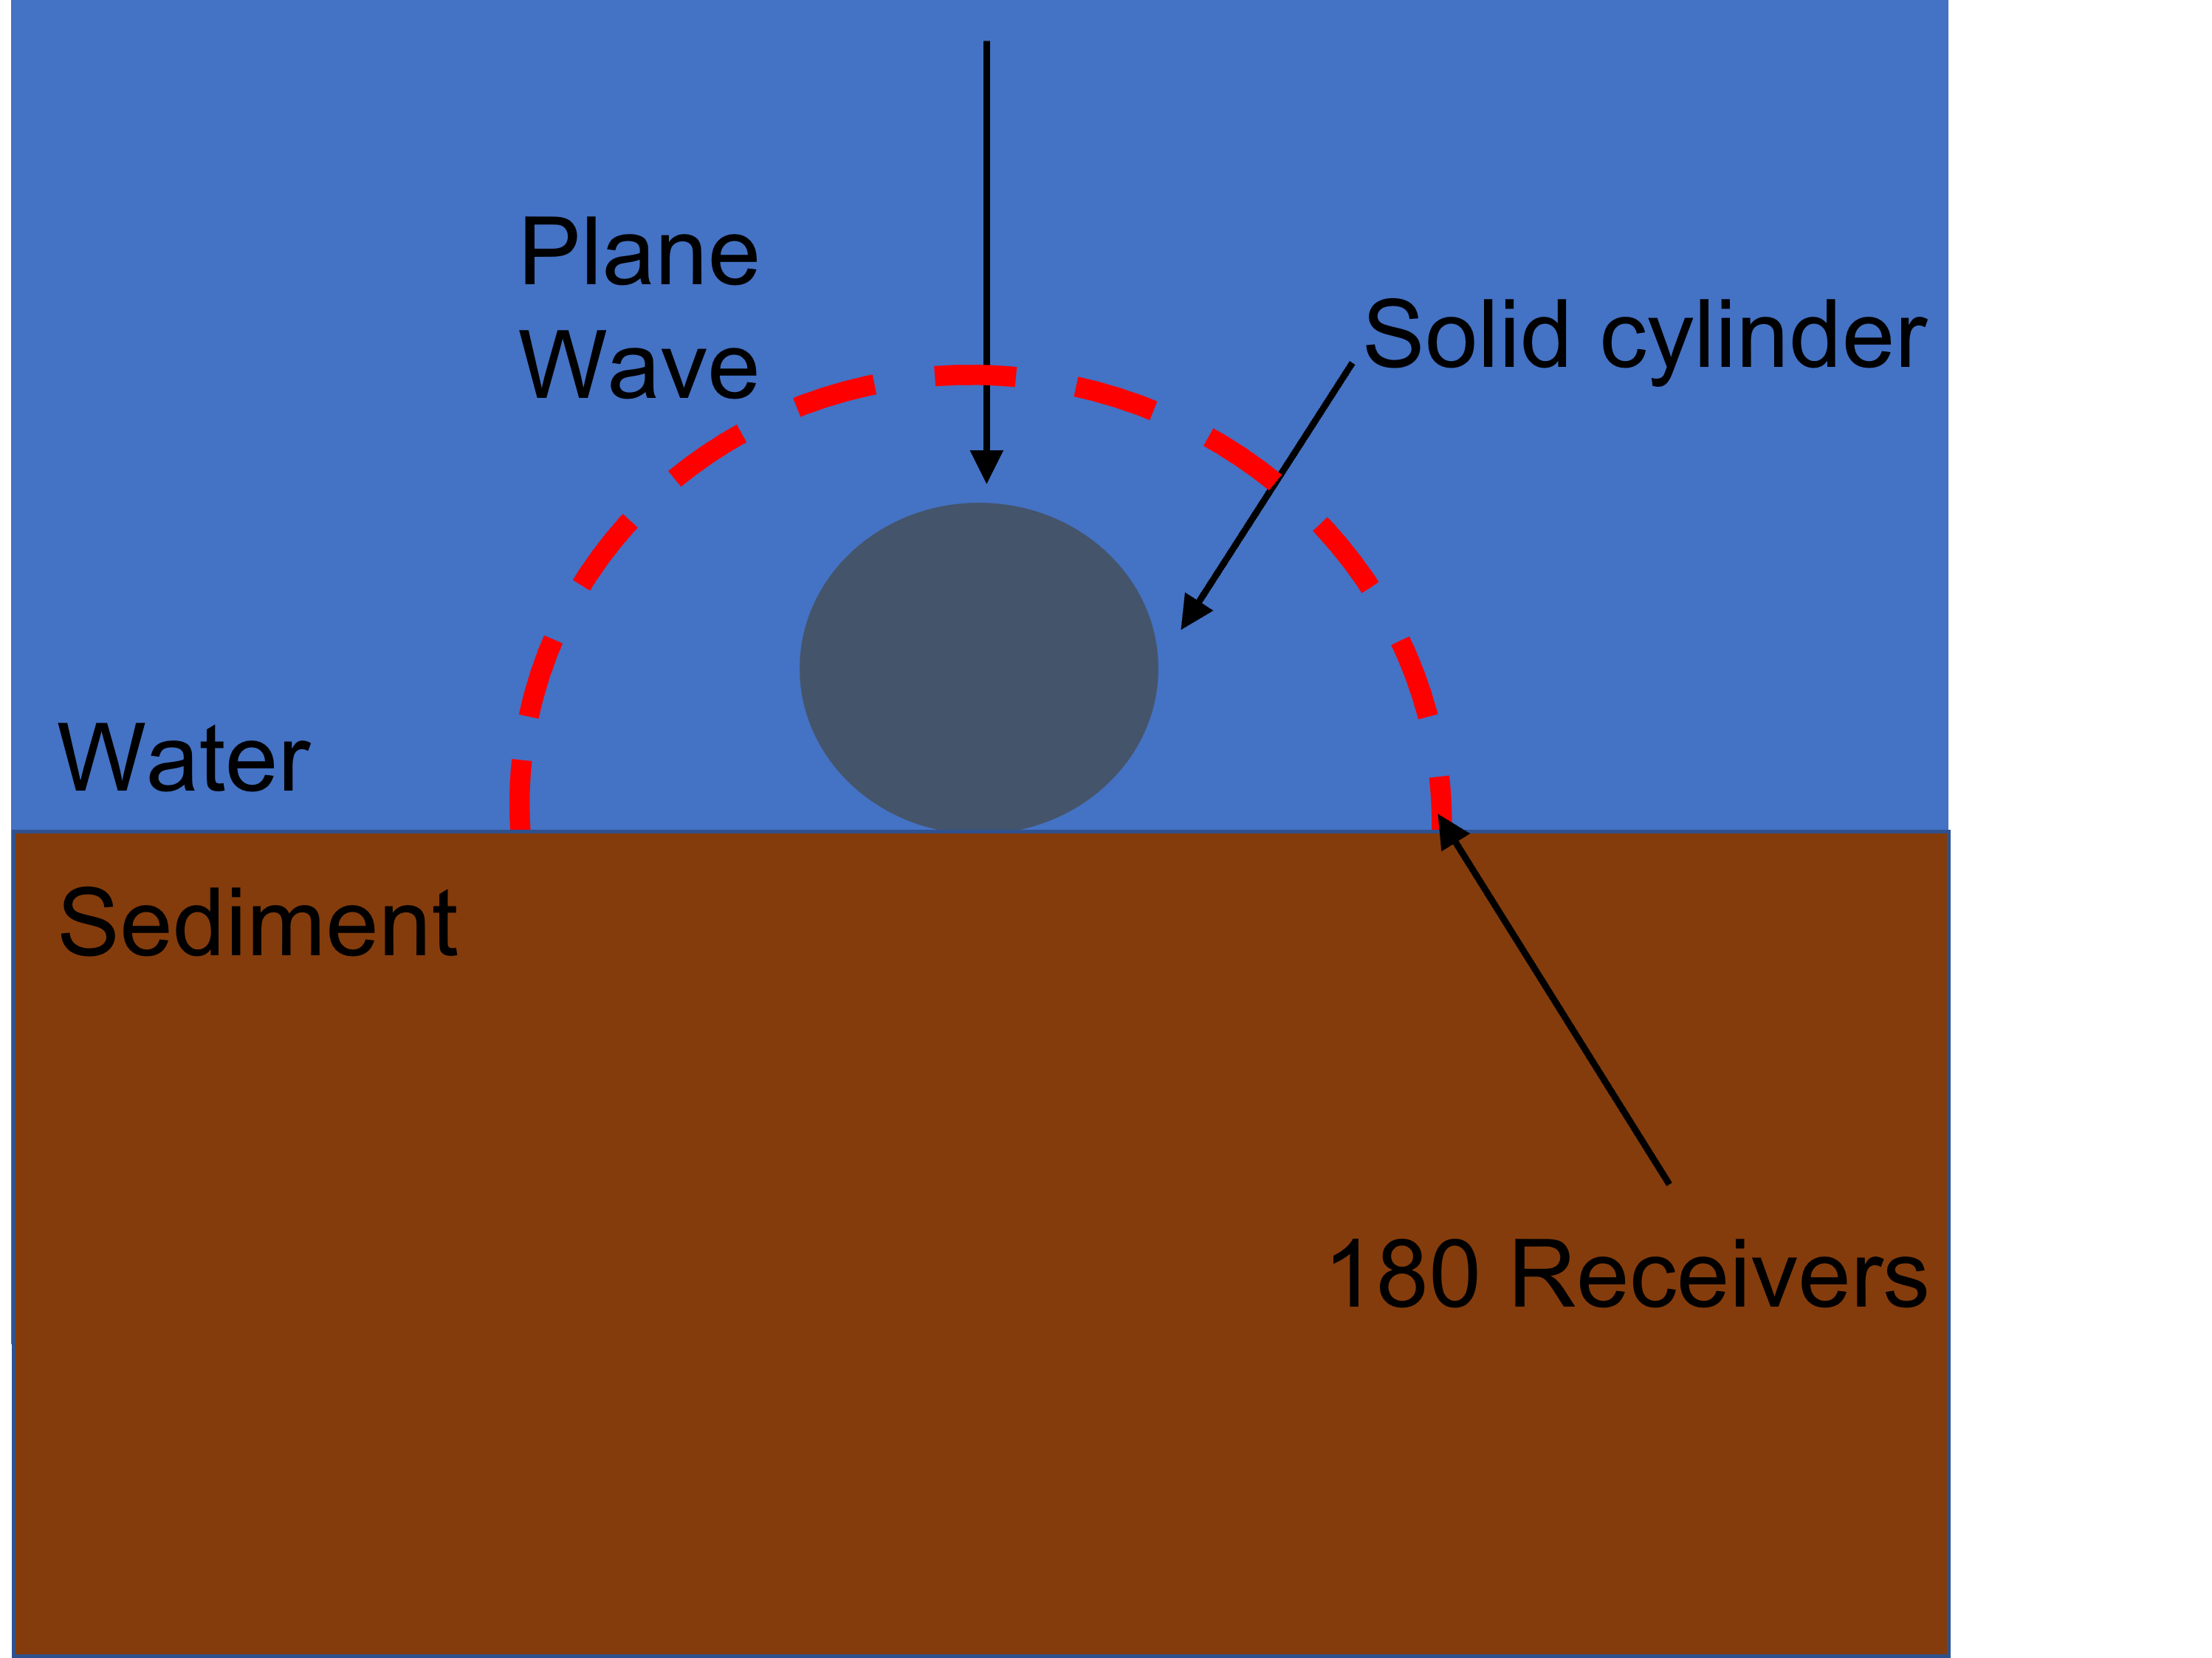 Plane
Wave
Solid cylinder
Water
Sediment
180 Receivers